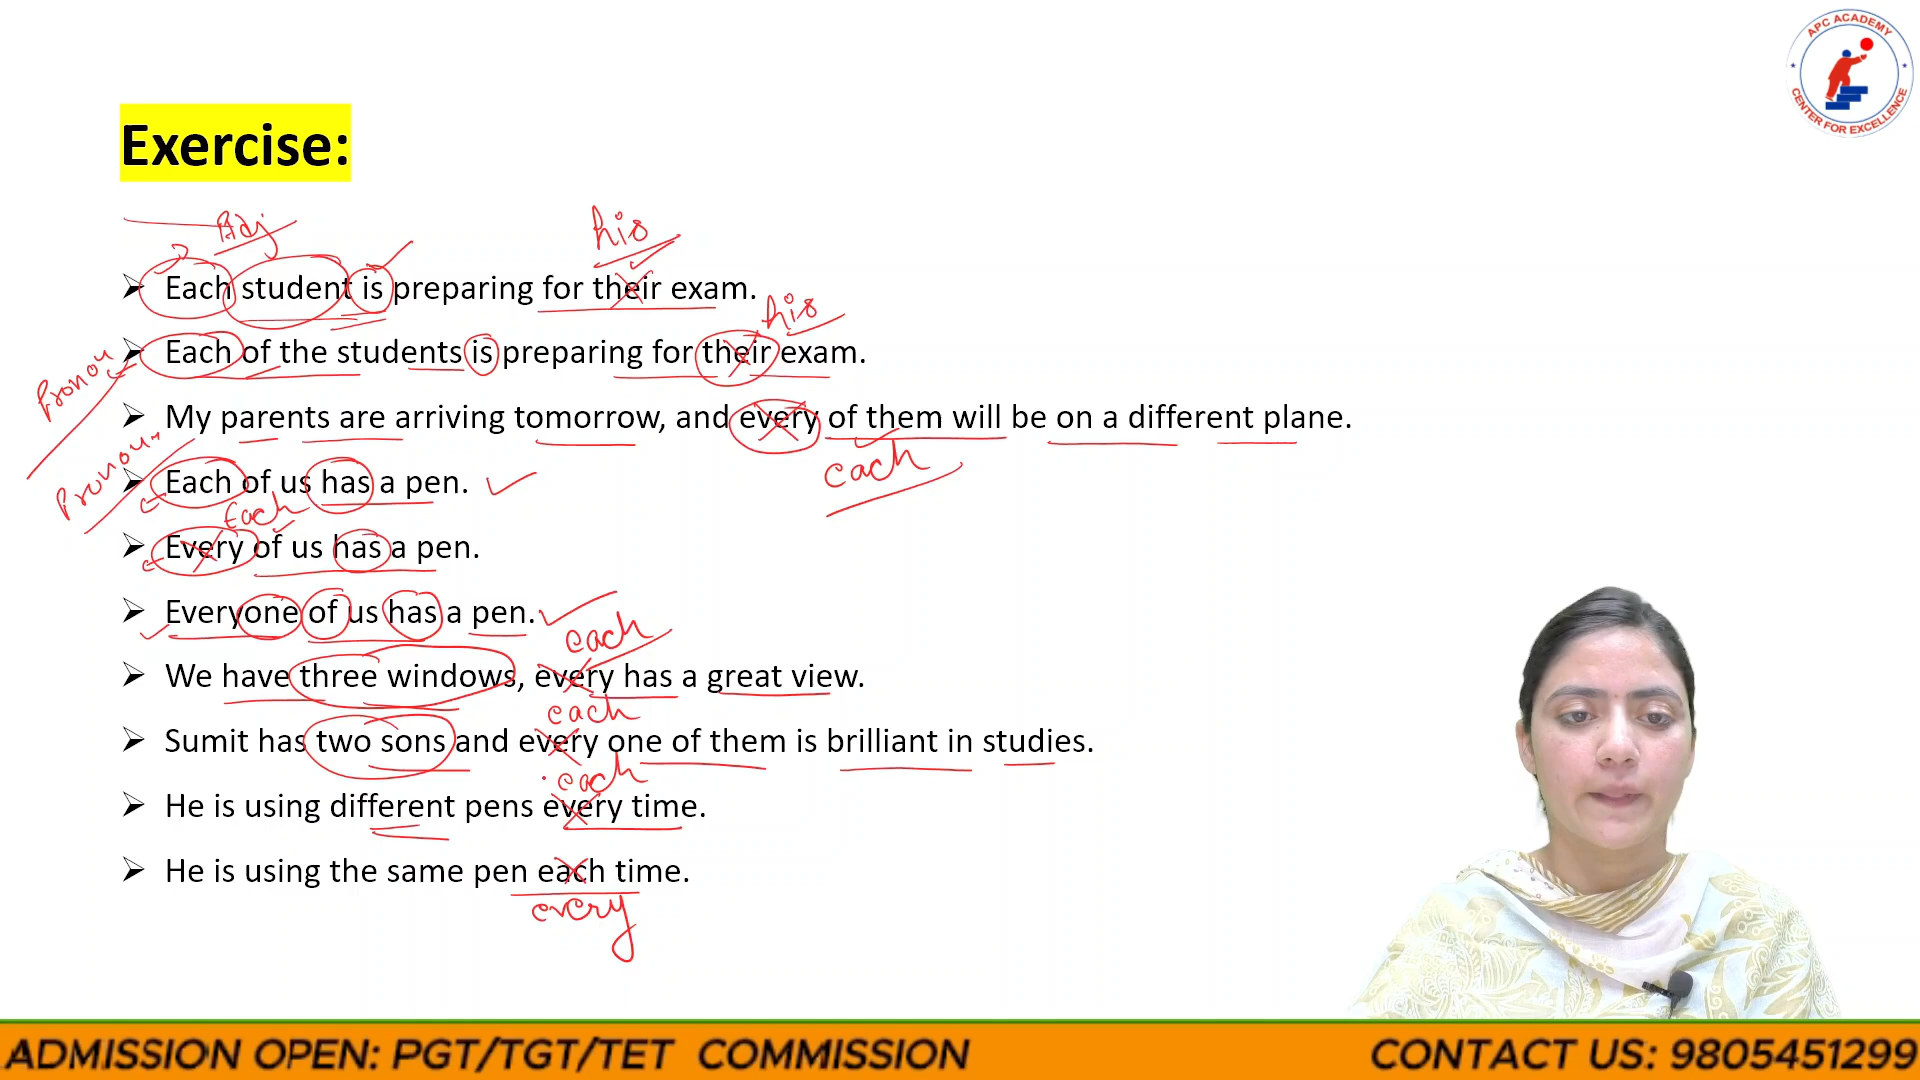 APC ACADEMY
CENTER FOR EXCELLENCE
Exercise:
Adj
his
Each student is preparing for their exam.
his
Each of the students is preparing for their exam.
Pronou
My parents are arriving tomorrow, and every of them will be on a different plane.
each
Pronoun
Each of us has a pen.
Each
Every of us has a pen.
Everyone of us has a pen.
each
We have three windows, every has a great view.
each
Sumit has two sons and every one of them is brilliant in studies.
each
He is using different pens every time.
He is using the same pen each time.
every
ADMISSION OPEN: PGT/TGT/TET COMMISSION
CONTACT US: 9805451299